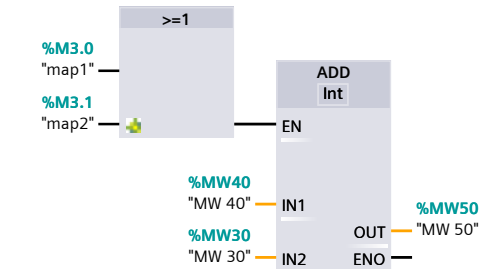 >=1
%M3.0
"map1"
%M3.1
"map2"
ADD
Int
EN
%MW40
"MW 40"
IN1
%MW50
OUT
"MW 50"
%MW30
"MW 30"
IN2
ENO